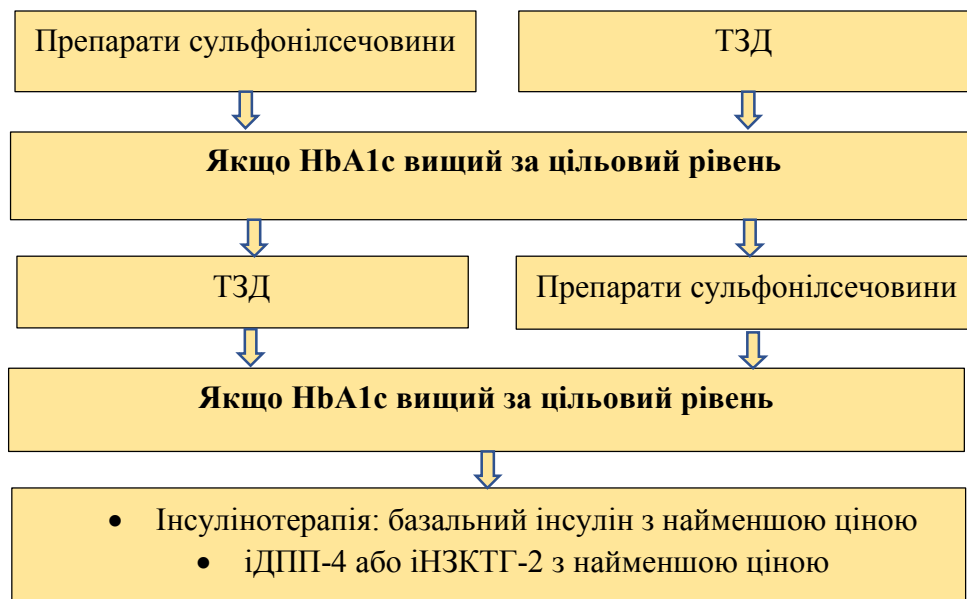 Препарати сульфонілсечовини
ТЗД
Якщо HbA1c вищий за цільовий рівень
ТЗД
Препарати сульфонілсечовини
Якщо HbA1c вищий за цільовий рівень
• Інсулінотерапія: базальний інсулін з найменшою ціною
• іДПП-4 або іНЗКТГ-2 з найменшою ціною